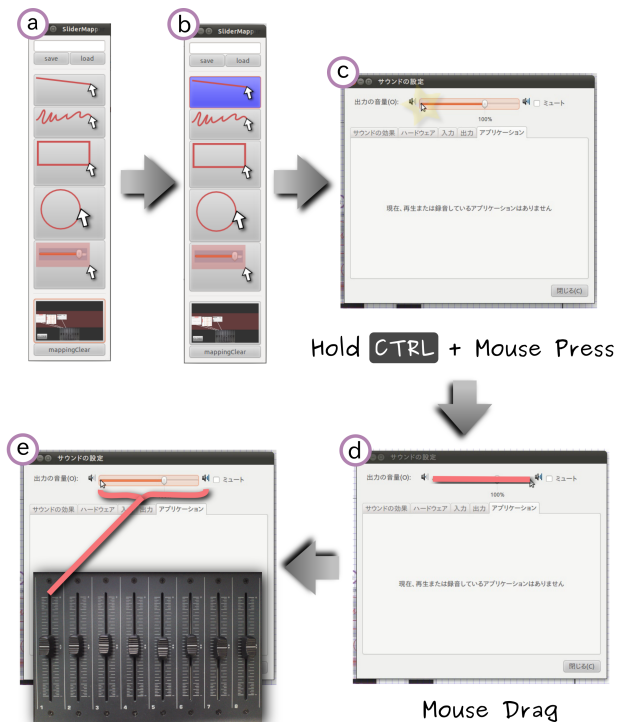 a
SliderMapp
save load
mappingClear
b
SliderMapp
save load
mappingClear
c
サウンドの設定
出力の音量(O): ミュート
100%
サウンドの効果 ハードウェア 入力 出力 アプリケーション
現在、再生または録音しているアプリケーションはありません
閉じる(C)
Hold CTRL + Mouse Press
d
サウンドの設定
出力の音量(O): ミュート
100%
サウンドの効果 ハードウェア 入力 出力 アプリケーション
現在、再生または録音しているアプリケーションはありません
閉じる(C)
Mouse Drag
e
サウンドの設定
出力の音量(O): ミュート
サウンドの効果 ハードウェア 入 出力 アプリケーション
1 2 3 4 5 6 7 8